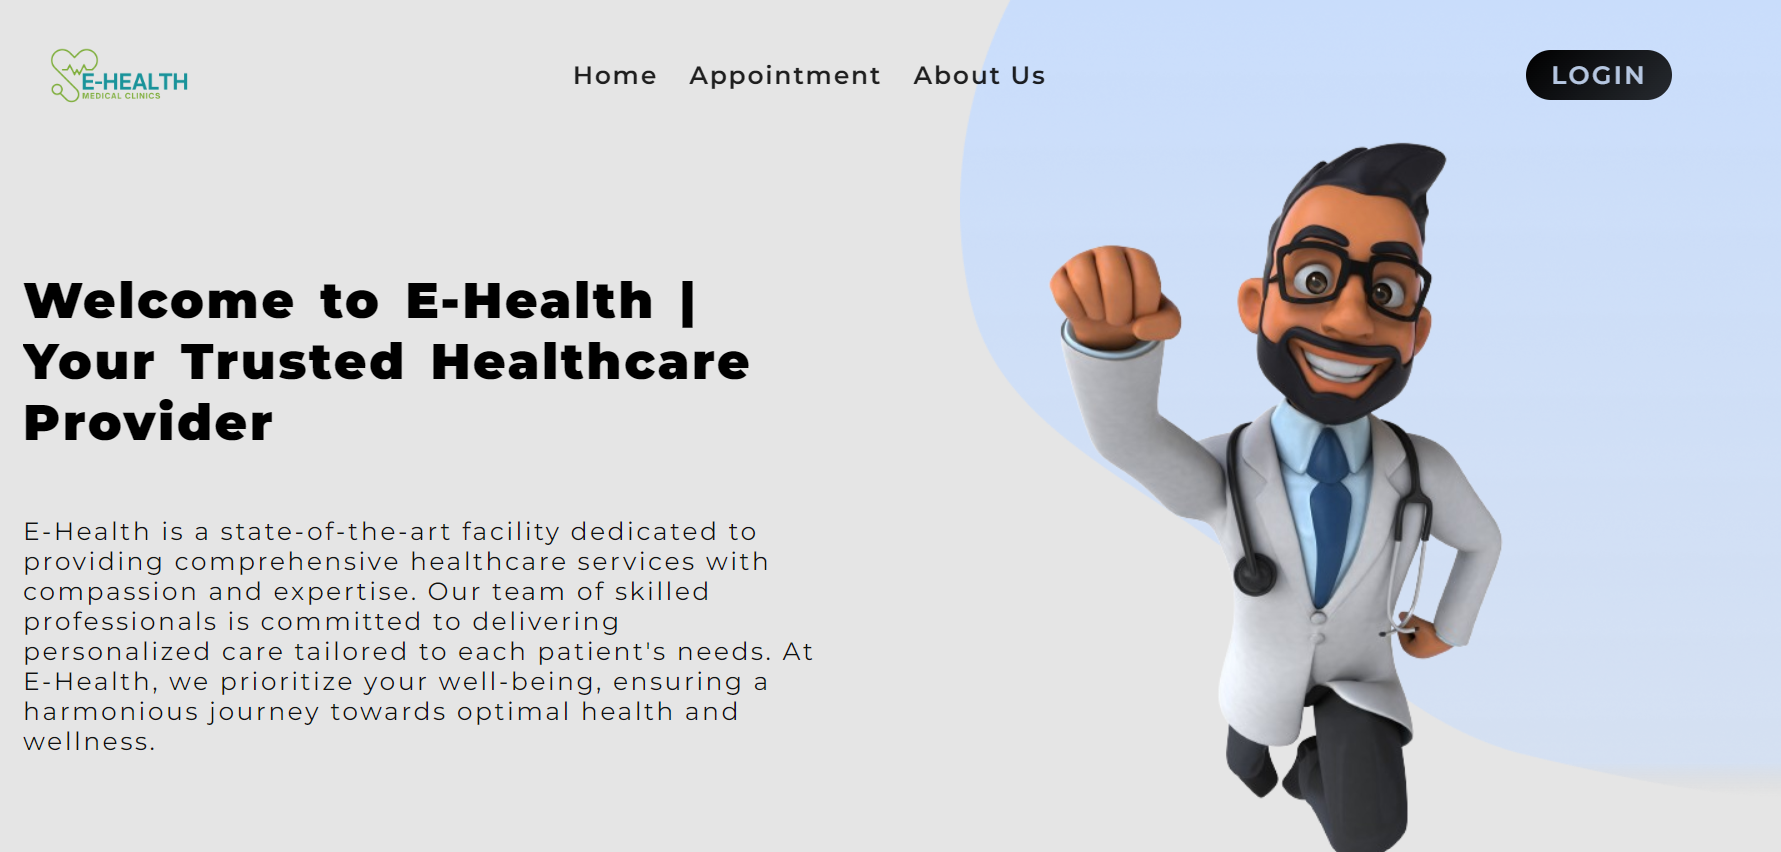 E-HEALTH
MEDICAL CLINICS
Home Appointment About Us
LOGIN
Welcome to E-Health |
Your Trusted Healthcare
Provider
E-Health is a state-of-the-art facility dedicated to
providing comprehensive healthcare services with
compassion and expertise. Our team of skilled
professionals is committed to delivering
personalized care tailored to each patient's needs. At
E-Health, we prioritize your well-being, ensuring a
harmonious journey towards optimal health and
wellness.